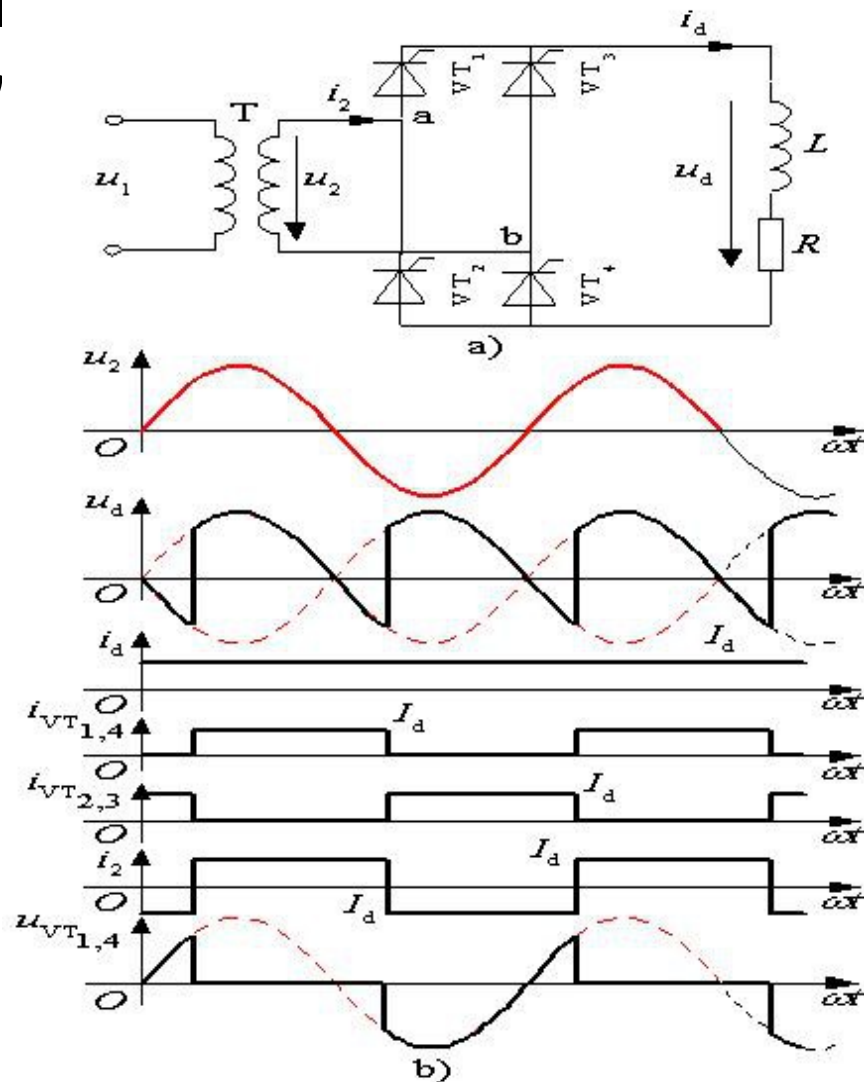 i_d
VT_1
VT_3
T
i_2
a
L
u_1
u_2
u_d
b
R
VT_2
VT_4
a)
u_2
O
ωt
u_d
O
ωt
I_d
i_d
O
ωt
i_VT1,4
I_d
O
ωt
i_VT2,3
I_d
O
ωt
i_2
I_d
O
ωt
I_d
u_VT1,4
O
ωt
b)